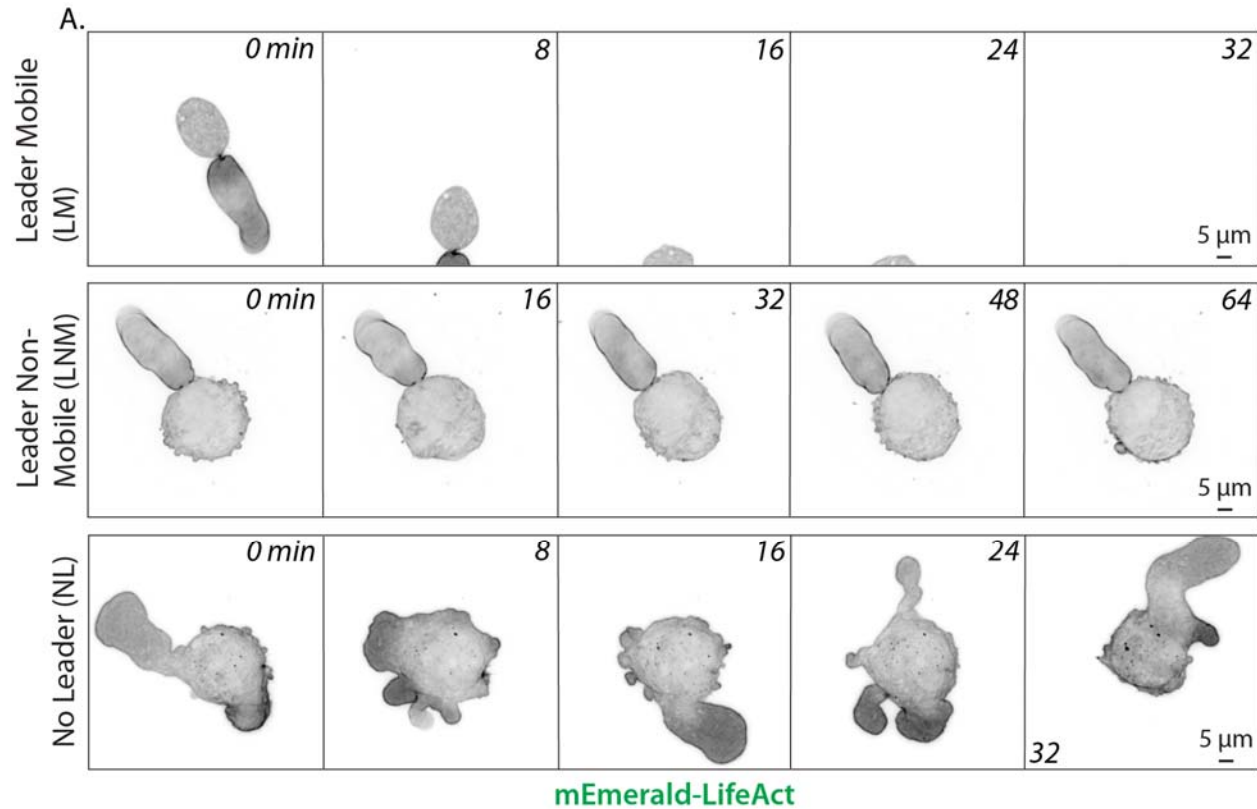 A.
Leader Mobile
(LM)
0 min
8
16
24
32
5 µm
Leader Non-
Mobile (LNM)
0 min
16
32
48
64
5 µm
No Leader (NL)
0 min
8
16
24
32
5 µm
mEmerald-LifeAct